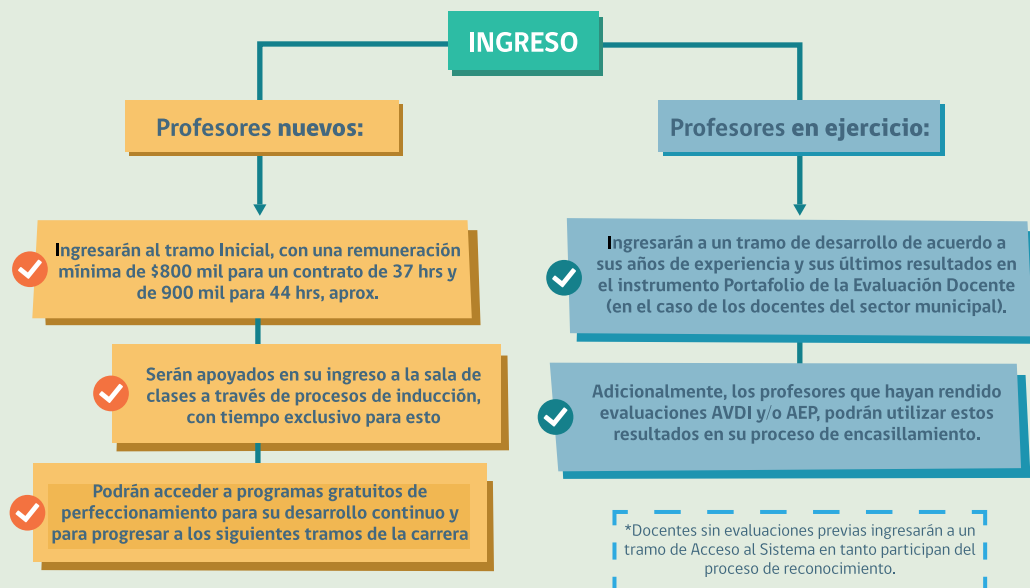 INGRESO
Profesores nuevos:
Ingresarán al tramo Inicial, con una remuneración
mínima de $800 mil para un contrato de 37 hrs y
de 900 mil para 44 hrs, aprox.
Serán apoyados en su ingreso a la sala de
clases a través de procesos de inducción,
con tiempo exclusivo para esto
Podrán acceder a programas gratuitos de
perfeccionamiento para su desarrollo continuo y
para progresar a los siguientes tramos de la carrera
Profesores en ejercicio:
Ingresarán a un tramo de desarrollo de acuerdo a
sus años de experiencia y sus últimos resultados en
el instrumento Portafolio de la Evaluación Docente
(en el caso de los docentes del sector municipal).
Adicionalmente, los profesores que hayan rendido
evaluaciones AVDI y/o AEP, podrán utilizar estos
resultados en su proceso de encasillamiento.
*Docentes sin evaluaciones previas ingresarán a un
tramo de Acceso al Sistema en tanto participan del
proceso de reconocimiento.